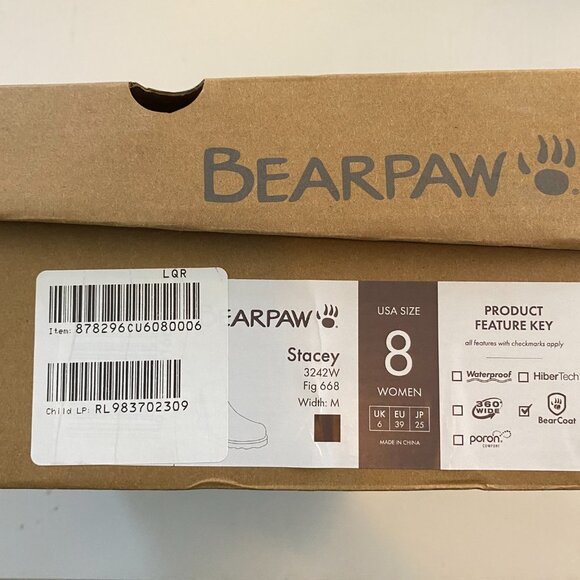 BEARPAW
LQR
Item: 878296CU6080006
Child LP: RL983702309
EARPAW
Stacey
3242W
Fig 668
Width: M
USA SIZE
8
WOMEN
UK EU JP
6 39 25
MADE IN CHINA
PRODUCT
FEATURE KEY
all features with checkmarks apply
Waterproof HiberTech
360° WIDE BearCoat
poron
COMFORT